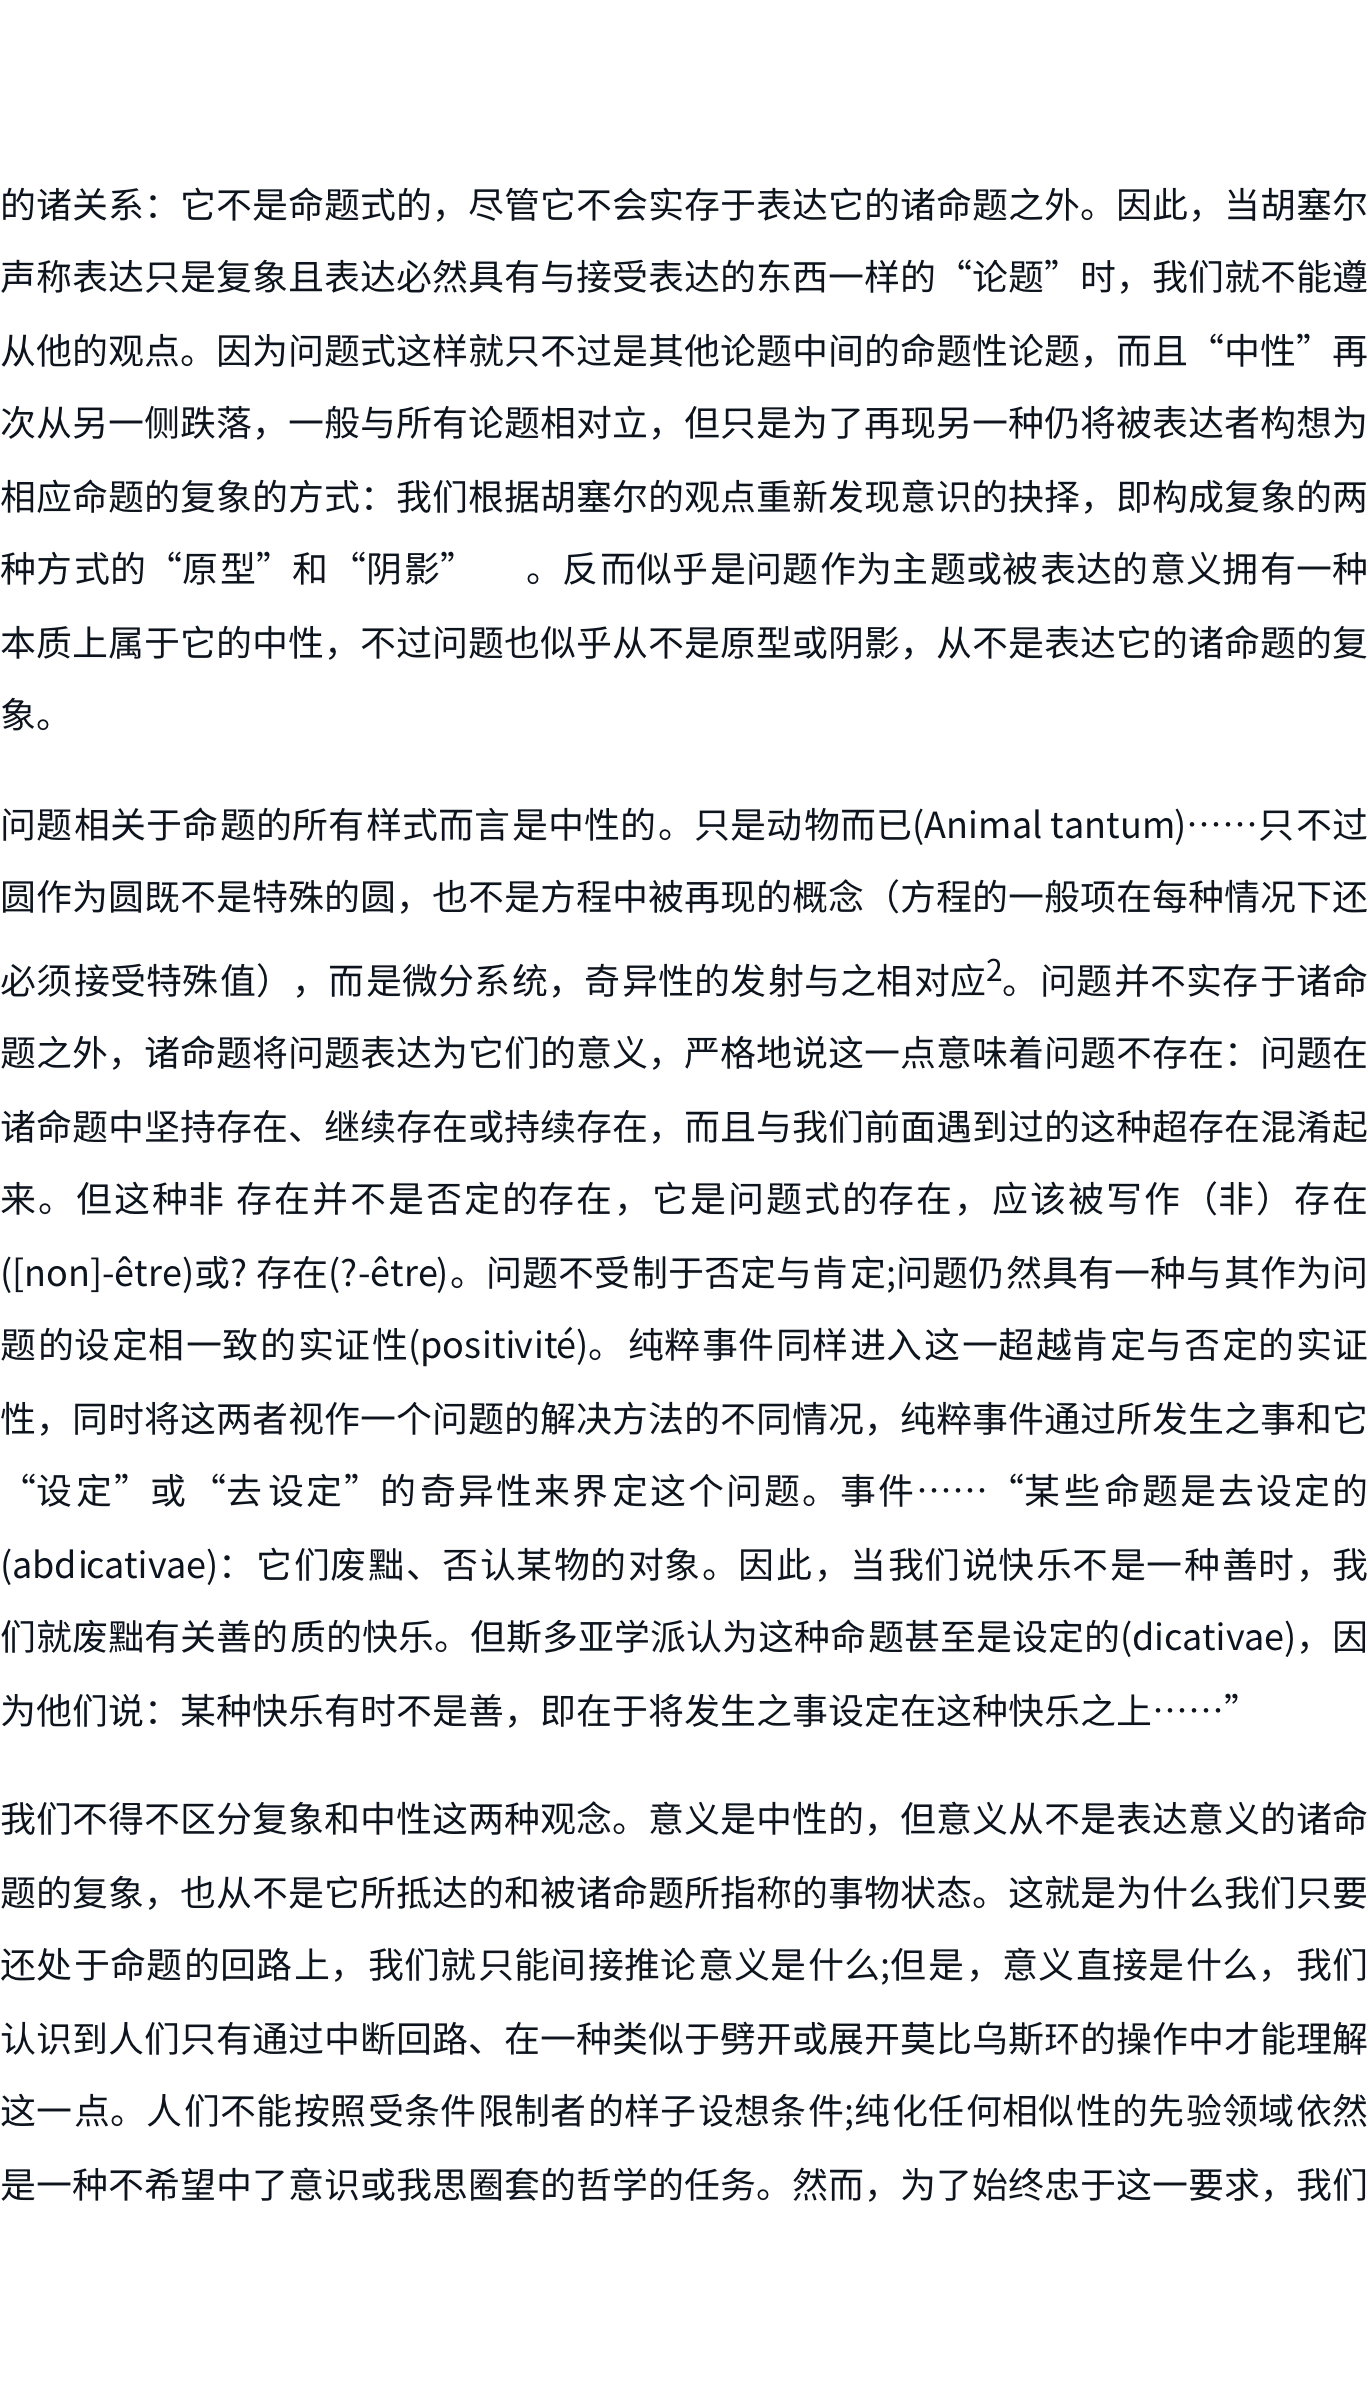 的诸关系：它不是命题式的，尽管它不会实存于表达它的诸命题之外。因此，当胡塞尔
声称表达只是复象且表达必然具有与接受表达的东西一样的“论题”时，我们就不能遵
从他的观点。因为问题式这样就只不过是其他论题中间的命题性论题，而且“中性”再
次从另一侧跌落，一般与所有论题相对立，但只是为了再现另一种仍将被表达者构想为
相应命题的复象的方式：我们根据胡塞尔的观点重新发现意识的抉择，即构成复象的两
种方式的“原型”和“阴影”　　。反而似乎是问题作为主题或被表达的意义拥有一种
本质上属于它的中性，不过问题也似乎从不是原型或阴影，从不是表达它的诸命题的复
象。
问题相关于命题的所有样式而言是中性的。只是动物而已(Animal tantum)……只不过
圆作为圆既不是特殊的圆，也不是方程中被再现的概念（方程的一般项在每种情况下还
必须接受特殊值），而是微分系统，奇异性的发射与之相对应2。问题并不实存于诸命
题之外，诸命题将问题表达为它们的意义，严格地说这一点意味着问题不存在：问题在
诸命题中坚持存在、继续存在或持续存在，而且与我们前面遇到过的这种超存在混淆起
来。但这种非 存在并不是否定的存在，它是问题式的存在，应该被写作（非）存在
([non]-être)或? 存在(?-être)。问题不受制于否定与肯定;问题仍然具有一种与其作为问
题的设定相一致的实证性(positivité)。纯粹事件同样进入这一超越肯定与否定的实证
性，同时将这两者视作一个问题的解决方法的不同情况，纯粹事件通过所发生之事和它
“设定”或“去设定”的奇异性来界定这个问题。事件……“某些命题是去设定的
(abdicativae)：它们废黜、否认某物的对象。因此，当我们说快乐不是一种善时，我
们就废黜有关善的质的快乐。但斯多亚学派认为这种命题甚至是设定的(dicativae)，因
为他们说：某种快乐有时不是善，即在于将发生之事设定在这种快乐之上……”
我们不得不区分复象和中性这两种观念。意义是中性的，但意义从不是表达意义的诸命
题的复象，也从不是它所抵达的和被诸命题所指称的事物状态。这就是为什么我们只要
还处于命题的回路上，我们就只能间接推论意义是什么;但是，意义直接是什么，我们
认识到人们只有通过中断回路、在一种类似于劈开或展开莫比乌斯环的操作中才能理解
这一点。人们不能按照受条件限制者的样子设想条件;纯化任何相似性的先验领域依然
是一种不希望中了意识或我思圈套的哲学的任务。然而，为了始终忠于这一要求，我们